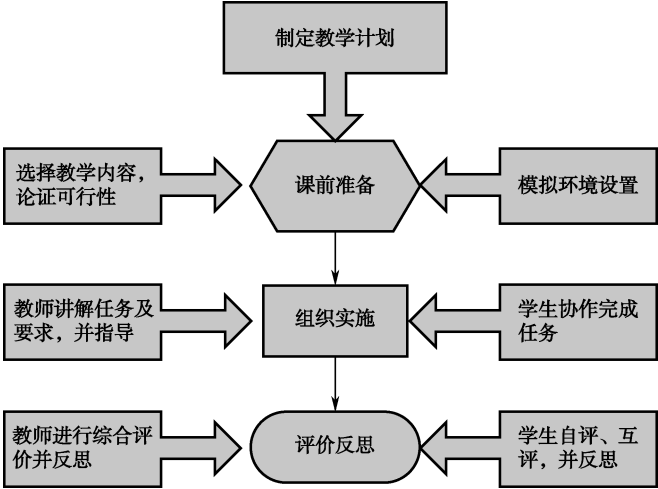 制定教学计划
选择教学内容，
论证可行性
课前准备
模拟环境设置
教师讲解任务及
要求，并指导
组织实施
学生协作完成
任务
教师进行综合评
价并反思
评价反思
学生自评、互
评，并反思